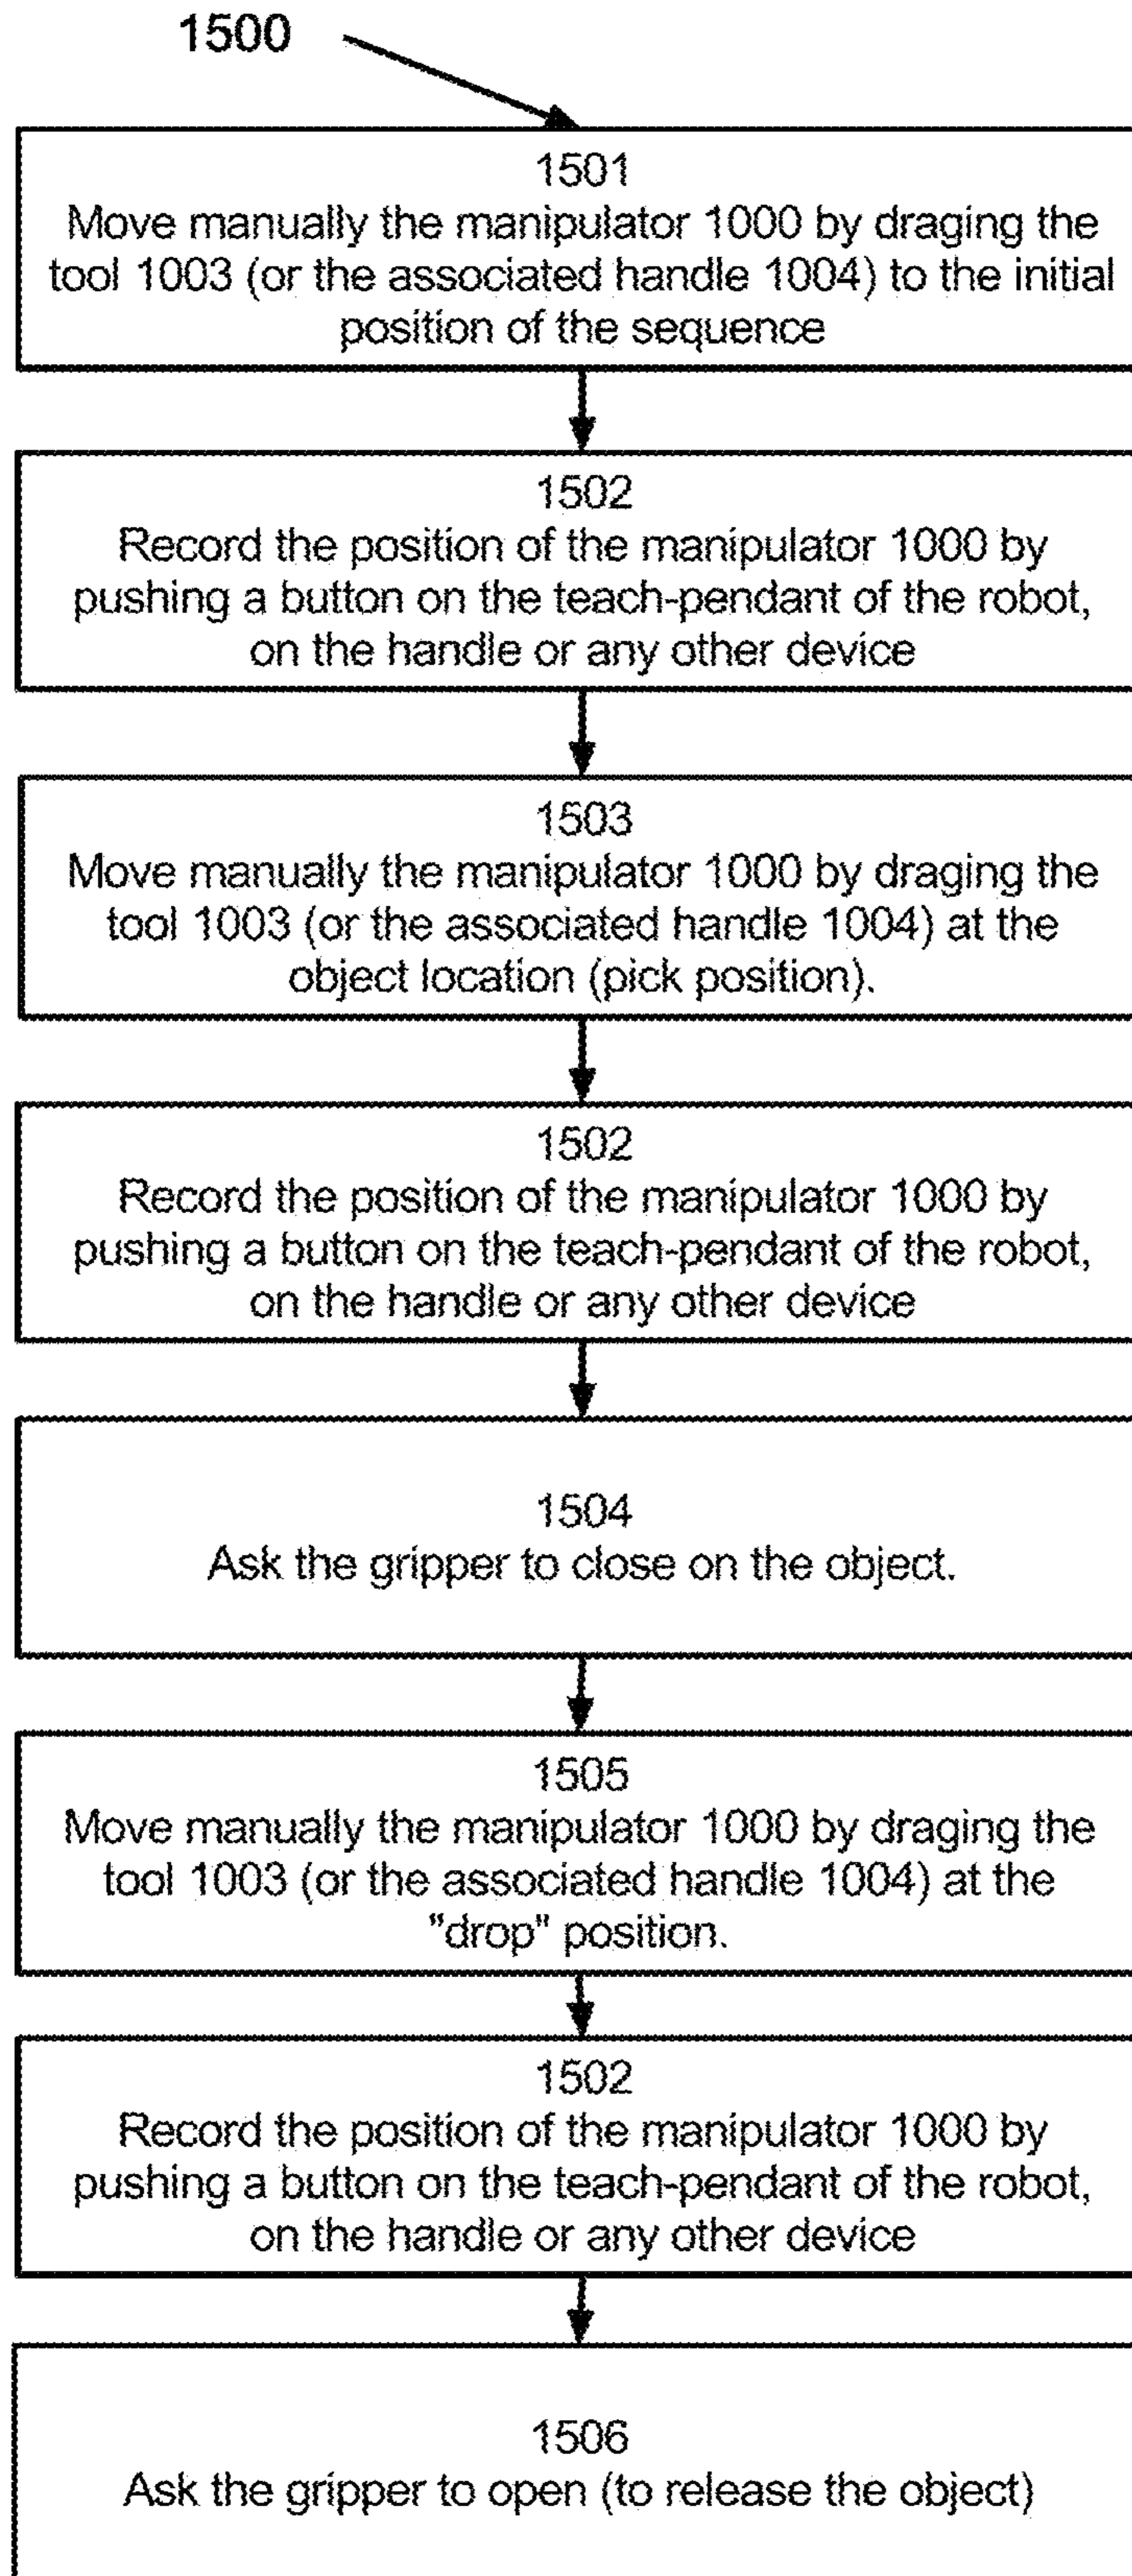 1500
1501
Move manually the manipulator 1000 by draging the
tool 1003 (or the associated handle 1004) to the initial
position of the sequence
1502
Record the position of the manipulator 1000 by
pushing a button on the teach-pendant of the robot,
on the handle or any other device
1503
Move manually the manipulator 1000 by draging the
tool 1003 (or the associated handle 1004) at the
object location (pick position).
1502
Record the position of the manipulator 1000 by
pushing a button on the teach-pendant of the robot,
on the handle or any other device
1504
Ask the gripper to close on the object.
1505
Move manually the manipulator 1000 by draging the
tool 1003 (or the associated handle 1004) at the
"drop" position.
1502
Record the position of the manipulator 1000 by
pushing a button on the teach-pendant of the robot,
on the handle or any other device
1506
Ask the gripper to open (to release the object)